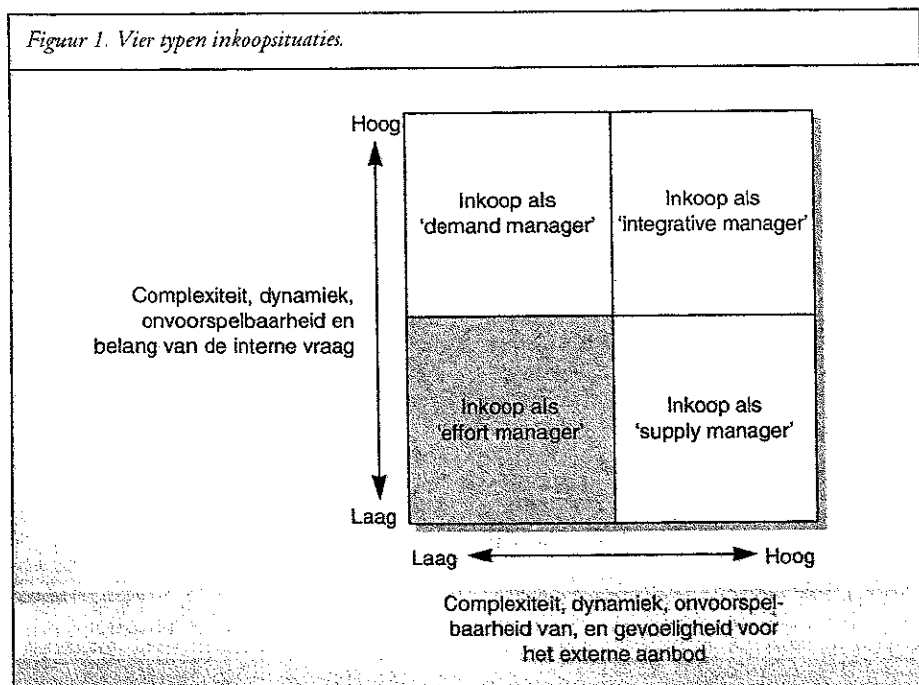 Figuur 1. Vier typen inkoopsituaties.
Hoog
Inkoop als
'demand manager'
Inkoop als
'integrative manager'
Complexiteit, dynamiek,
onvoorspelbaarheid en
belang van de interne vraag
Inkoop als
'effort manager'
Inkoop als
'supply manager'
Laag
Laag
Hoog
Complexiteit, dynamiek, onvoorspel-
baarheid van, en gevoeligheid voor
het externe aanbod